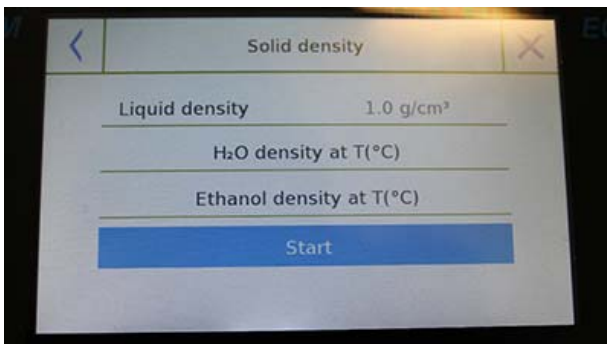 Solid density
Liquid density 1.0 g/cm³
H₂O density at T(°C)
Ethanol density at T(°C)
Start